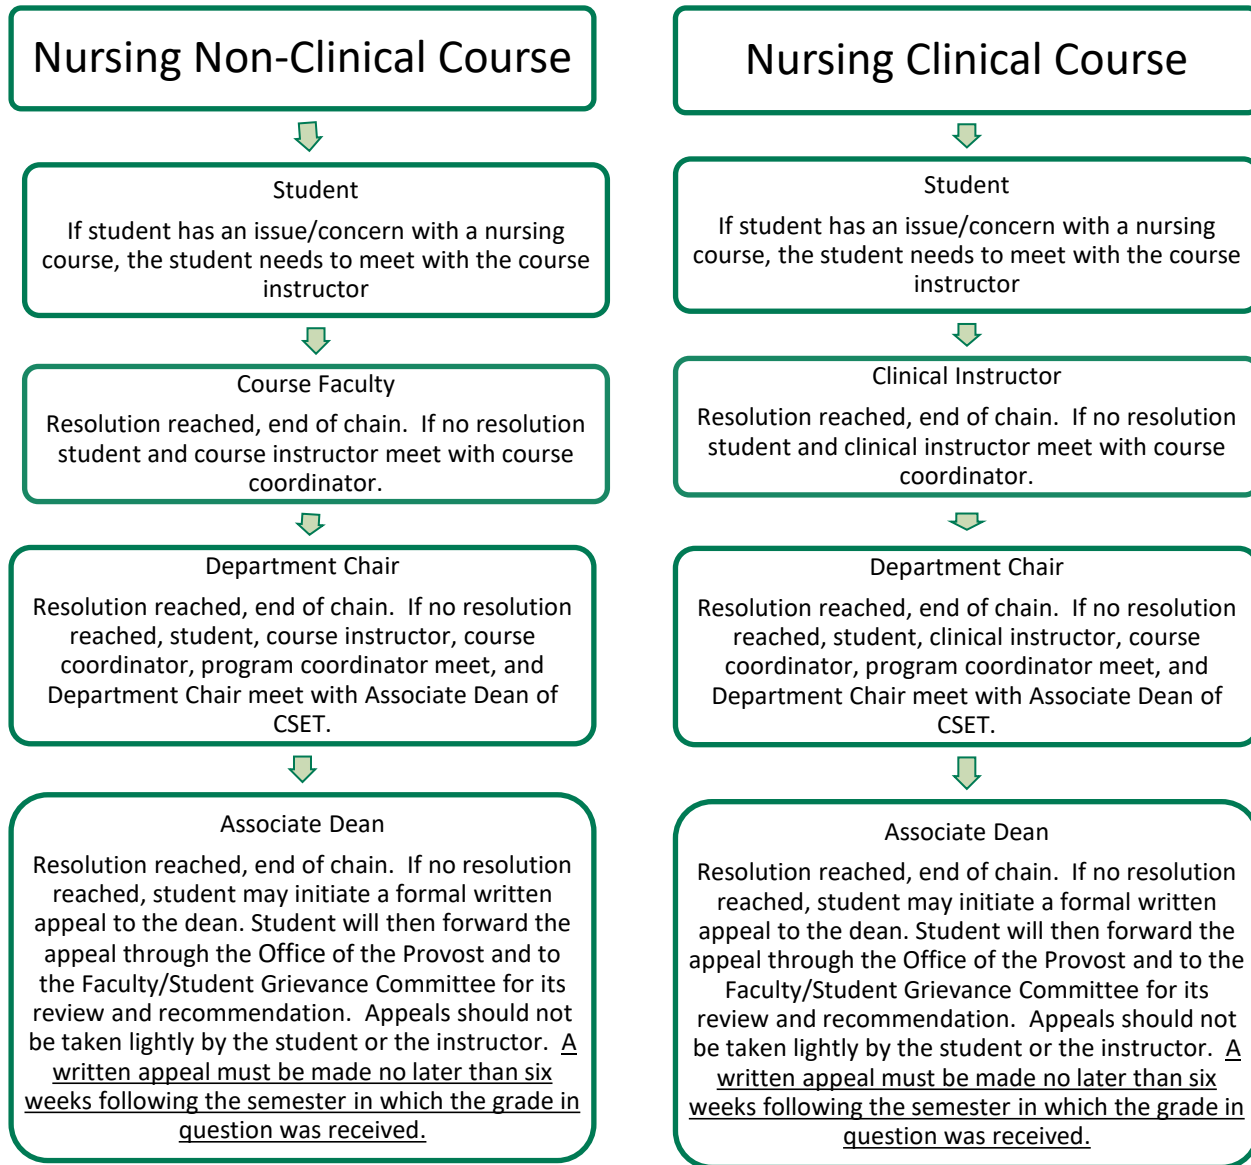 Nursing Non-Clinical Course
Student
If student has an issue/concern with a nursing
course, the student needs to meet with the course
instructor
Course Faculty
Resolution reached, end of chain.  If no resolution
student and course instructor meet with course
coordinator.
Department Chair
Resolution reached, end of chain.  If no resolution
reached, student, course instructor, course
coordinator, program coordinator meet, and
Department Chair meet with Associate Dean of
CSET.
Associate Dean
Resolution reached, end of chain.  If no resolution
reached, student may initiate a formal written
appeal to the dean. Student will then forward the
appeal through the Office of the Provost and to
the Faculty/Student Grievance Committee for its
review and recommendation.  Appeals should not
be taken lightly by the student or the instructor.  A
written appeal must be made no later than six
weeks following the semester in which the grade in
question was received.
Nursing Clinical Course
Student
If student has an issue/concern with a nursing
course, the student needs to meet with the course
instructor
Clinical Instructor
Resolution reached, end of chain.  If no resolution
student and clinical instructor meet with course
coordinator.
Department Chair
Resolution reached, end of chain.  If no resolution
reached, student, clinical instructor, course
coordinator, program coordinator meet, and
Department Chair meet with Associate Dean of
CSET.
Associate Dean
Resolution reached, end of chain.  If no resolution
reached, student may initiate a formal written
appeal to the dean. Student will then forward the
appeal through the Office of the Provost and to the
Faculty/Student Grievance Committee for its
review and recommendation.  Appeals should not
be taken lightly by the student or the instructor.  A
written appeal must be made no later than six
weeks following the semester in which the grade in
question was received.